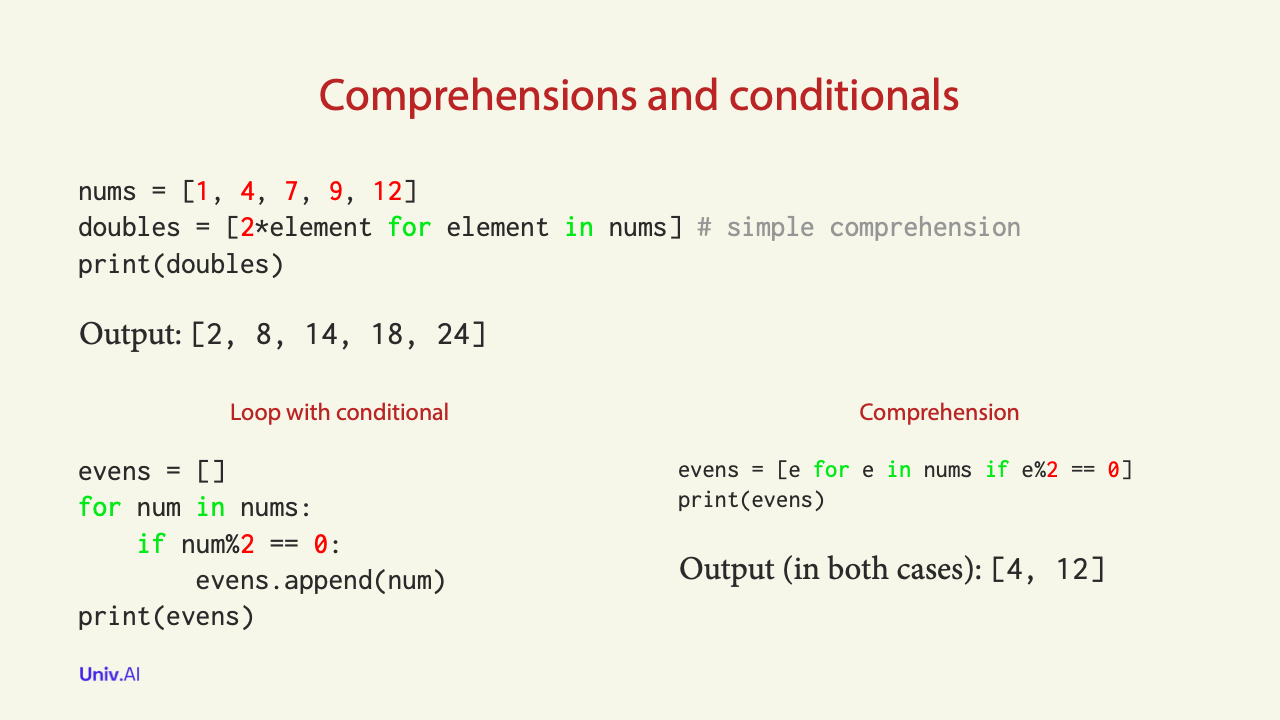 Comprehensions and conditionals
nums = [1, 4, 7, 9, 12]
doubles = [2*element for element in nums] # simple comprehension
print(doubles)
Output: [2, 8, 14, 18, 24]
Loop with conditional
evens = []
for num in nums:
    if num%2 == 0:
        evens.append(num)
print(evens)
Comprehension
evens = [e for e in nums if e%2 == 0]
print(evens)
Output (in both cases): [4, 12]
Univ.AI